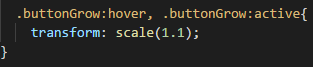 .buttonGrow:hover, .buttonGrow:active{
transform: scale(1.1);
}